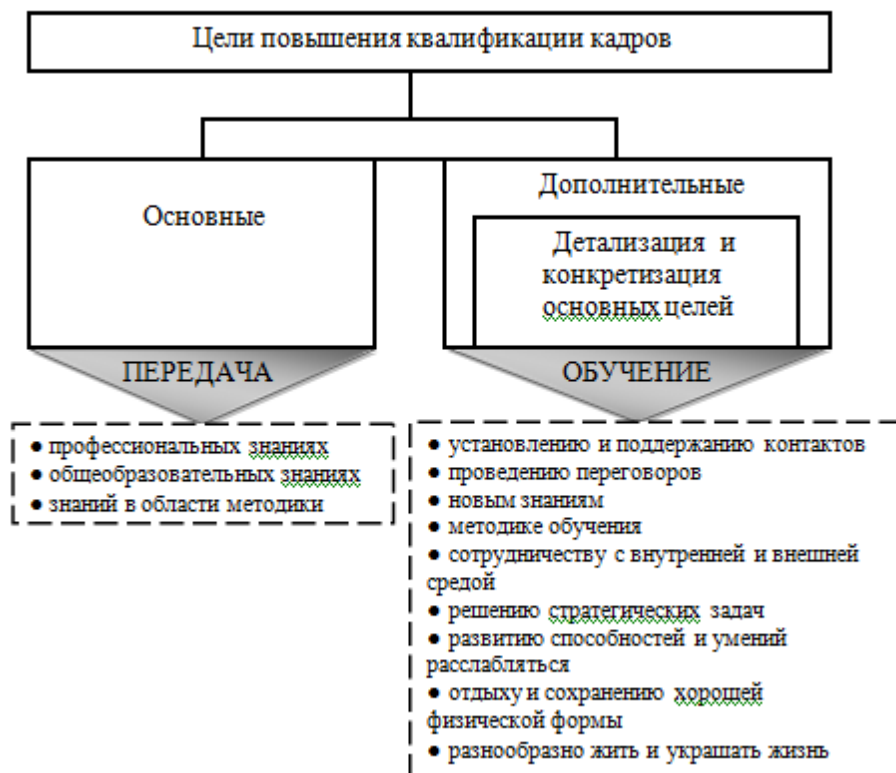 Цели повышения квалификации кадров
Основные
Дополнительные
Детализация и
конкретизация
основных целей
ПЕРЕДАЧА
ОБУЧЕНИЕ
● профессиональных знаниях
● общеобразовательных знаниях
● знаний в области методики
● установлению и поддержанию контактов
● проведению переговоров
● новым знаниям
● методике обучения
● сотрудничеству с внутренней и внешней
средой
● решению стратегических задач
● развитию способностей и умений
расслабляться
● отдыху и сохранению хорошей
физической формы
● разнообразно жить и украшать жизнь